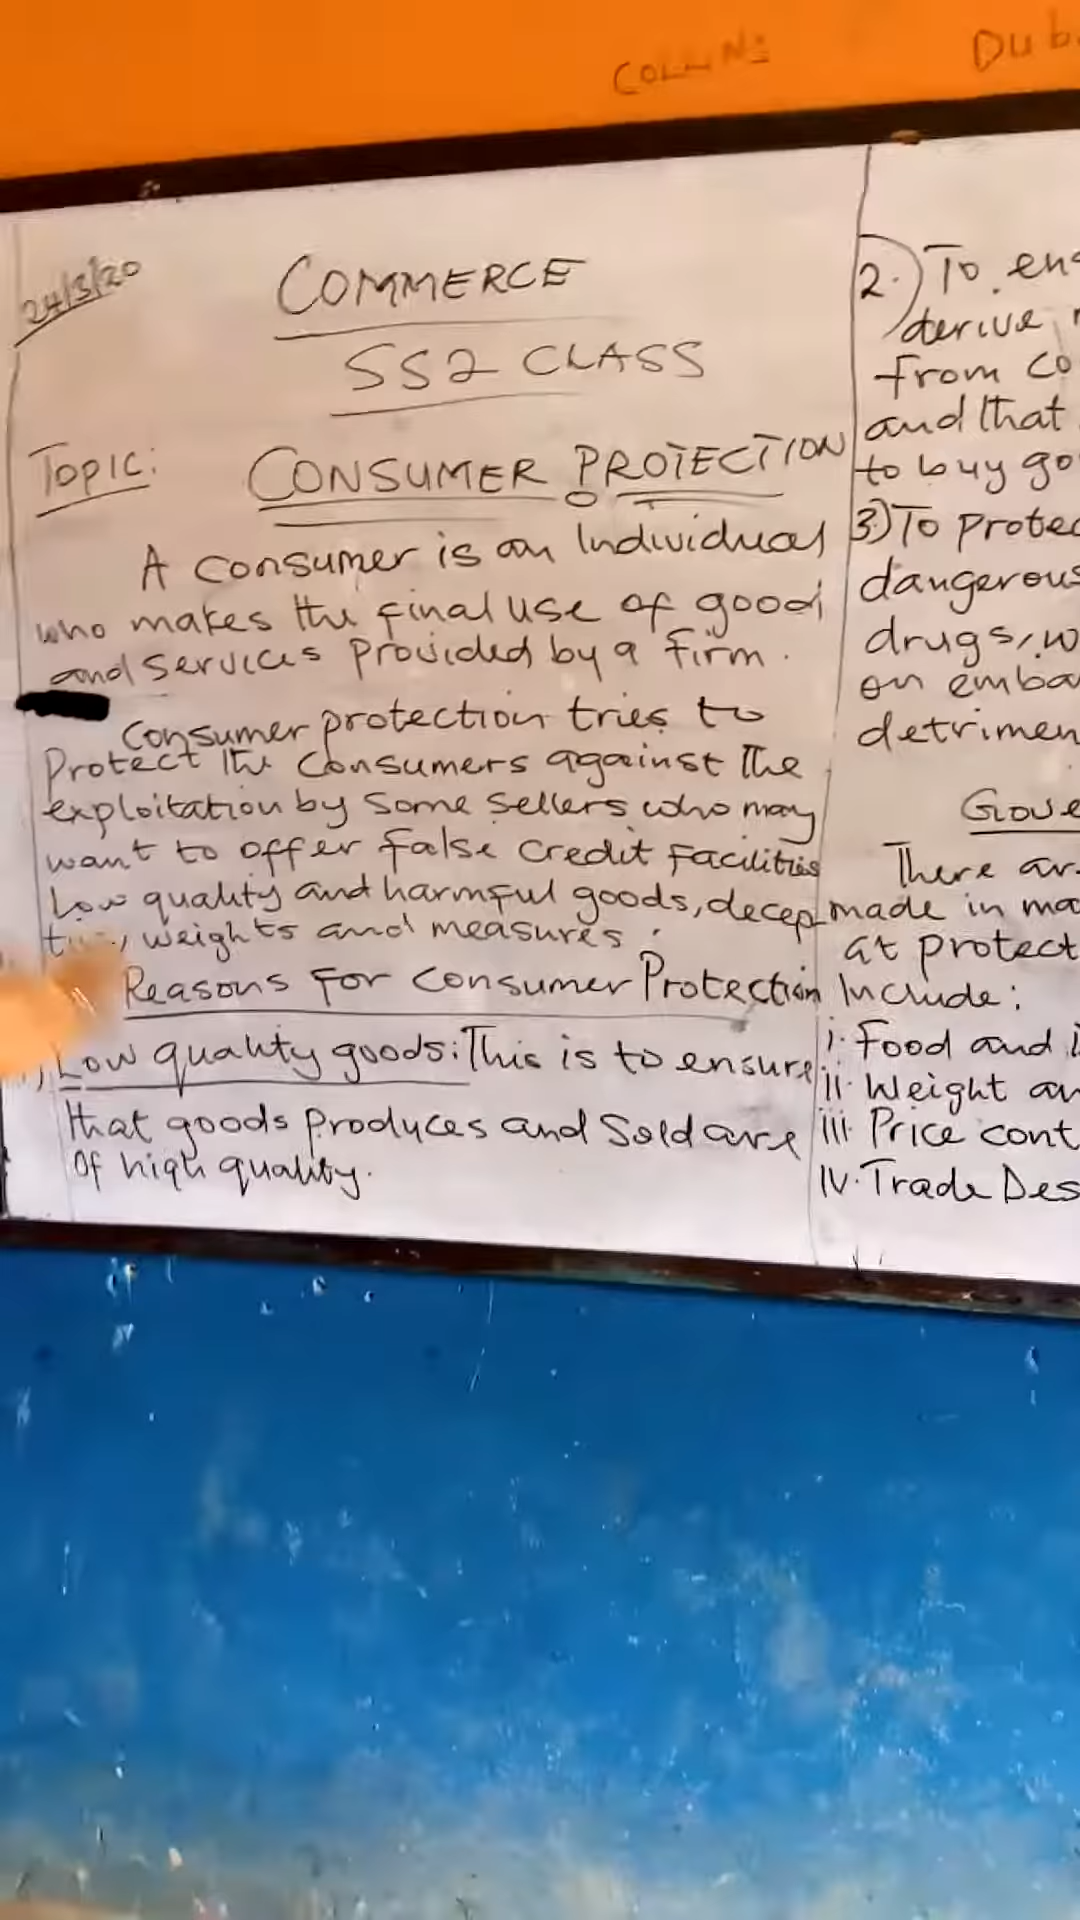 COLLINS
Dub
24/3/20
COMMERCE
SS2 CLASS
TOPIC: CONSUMER PROTECTION
A consumer is an Individual
who makes the final use of good
and services provided by a firm.
Consumer protection tries to
Protect the Consumers against The
exploitation by Some Sellers who may
want to offer false Credit Facilities
Low quality and harmful goods, decep
weights and measures.
Reasons for Consumer Protection
Low quality goods: This is to ensure
that goods produces and Sold are
Of high quality.
2.) To ens
derive
from co
and that
to buy go
3) To protec
dangerous
drugs, w
on emba
detrimen
Gove
There ar
made in ma
at protect
Include:
i. Food and D
ii. Weight an
iii. Price cont
IV. Trade Des